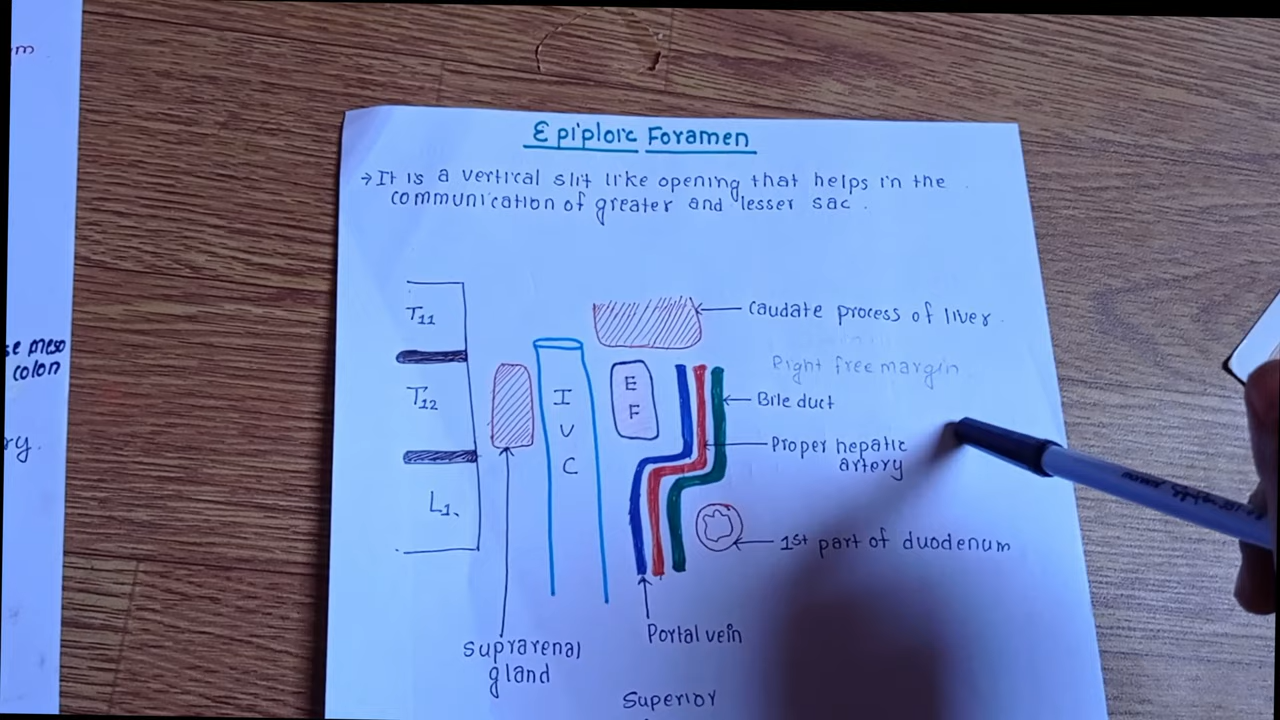 Epiploic Foramen
→ It is a vertical slit like opening that helps in the
communication of greater and lesser sac.
T11
T12
L1.
I
V
C
E
F
Caudate process of liver.
Right free margin
Bile duct
Proper hepatic
artery
1st part of duodenum
Portal vein
Suprarenal
gland
Superior
meso
colon